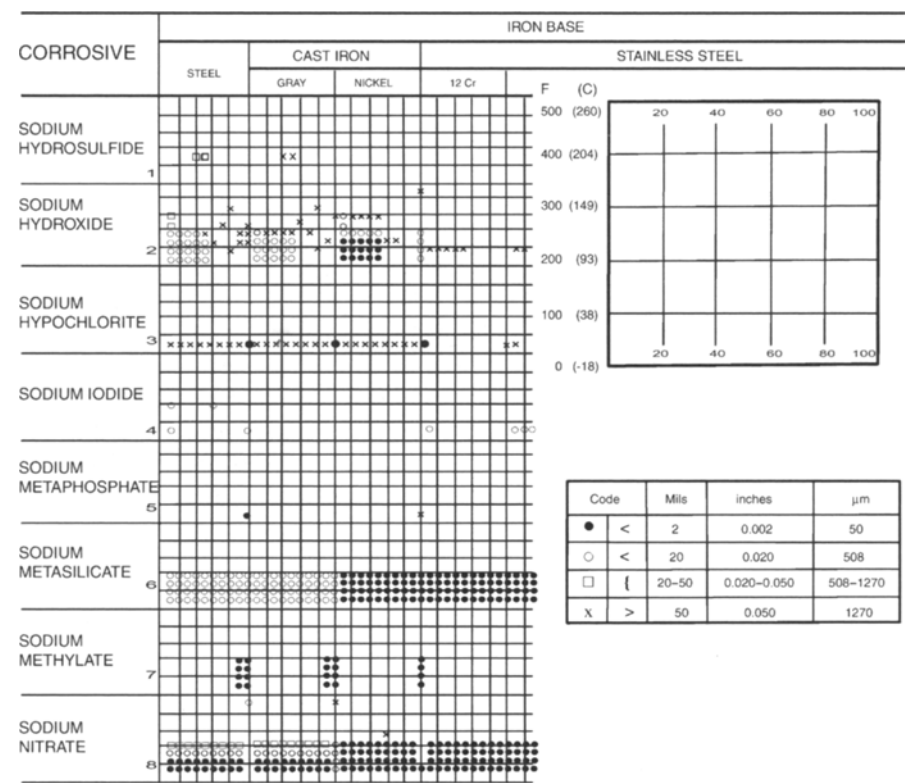 IRON BASE
CORROSIVE
CAST IRON
STAINLESS STEEL
STEEL
GRAY
NICKEL
12 Cr
F (C)
500 (260)
20 40 60 80 100
SODIUM
HYDROSULFIDE
400 (204)
1
SODIUM
HYDROXIDE
300 (149)
2
200 (93)
SODIUM
HYPOCHLORITE
100 (38)
3
20 40 60 80 100
0 (-18)
SODIUM IODIDE
4
SODIUM
METAPHOSPHATE
5
Code Mils inches µm
● < 2 0.002 50
○ < 20 0.020 508
□ { 20–50 0.020–0.050 508–1270
x > 50 0.050 1270
SODIUM
METASILICATE
6
SODIUM
METHYLATE
7
SODIUM
NITRATE
8